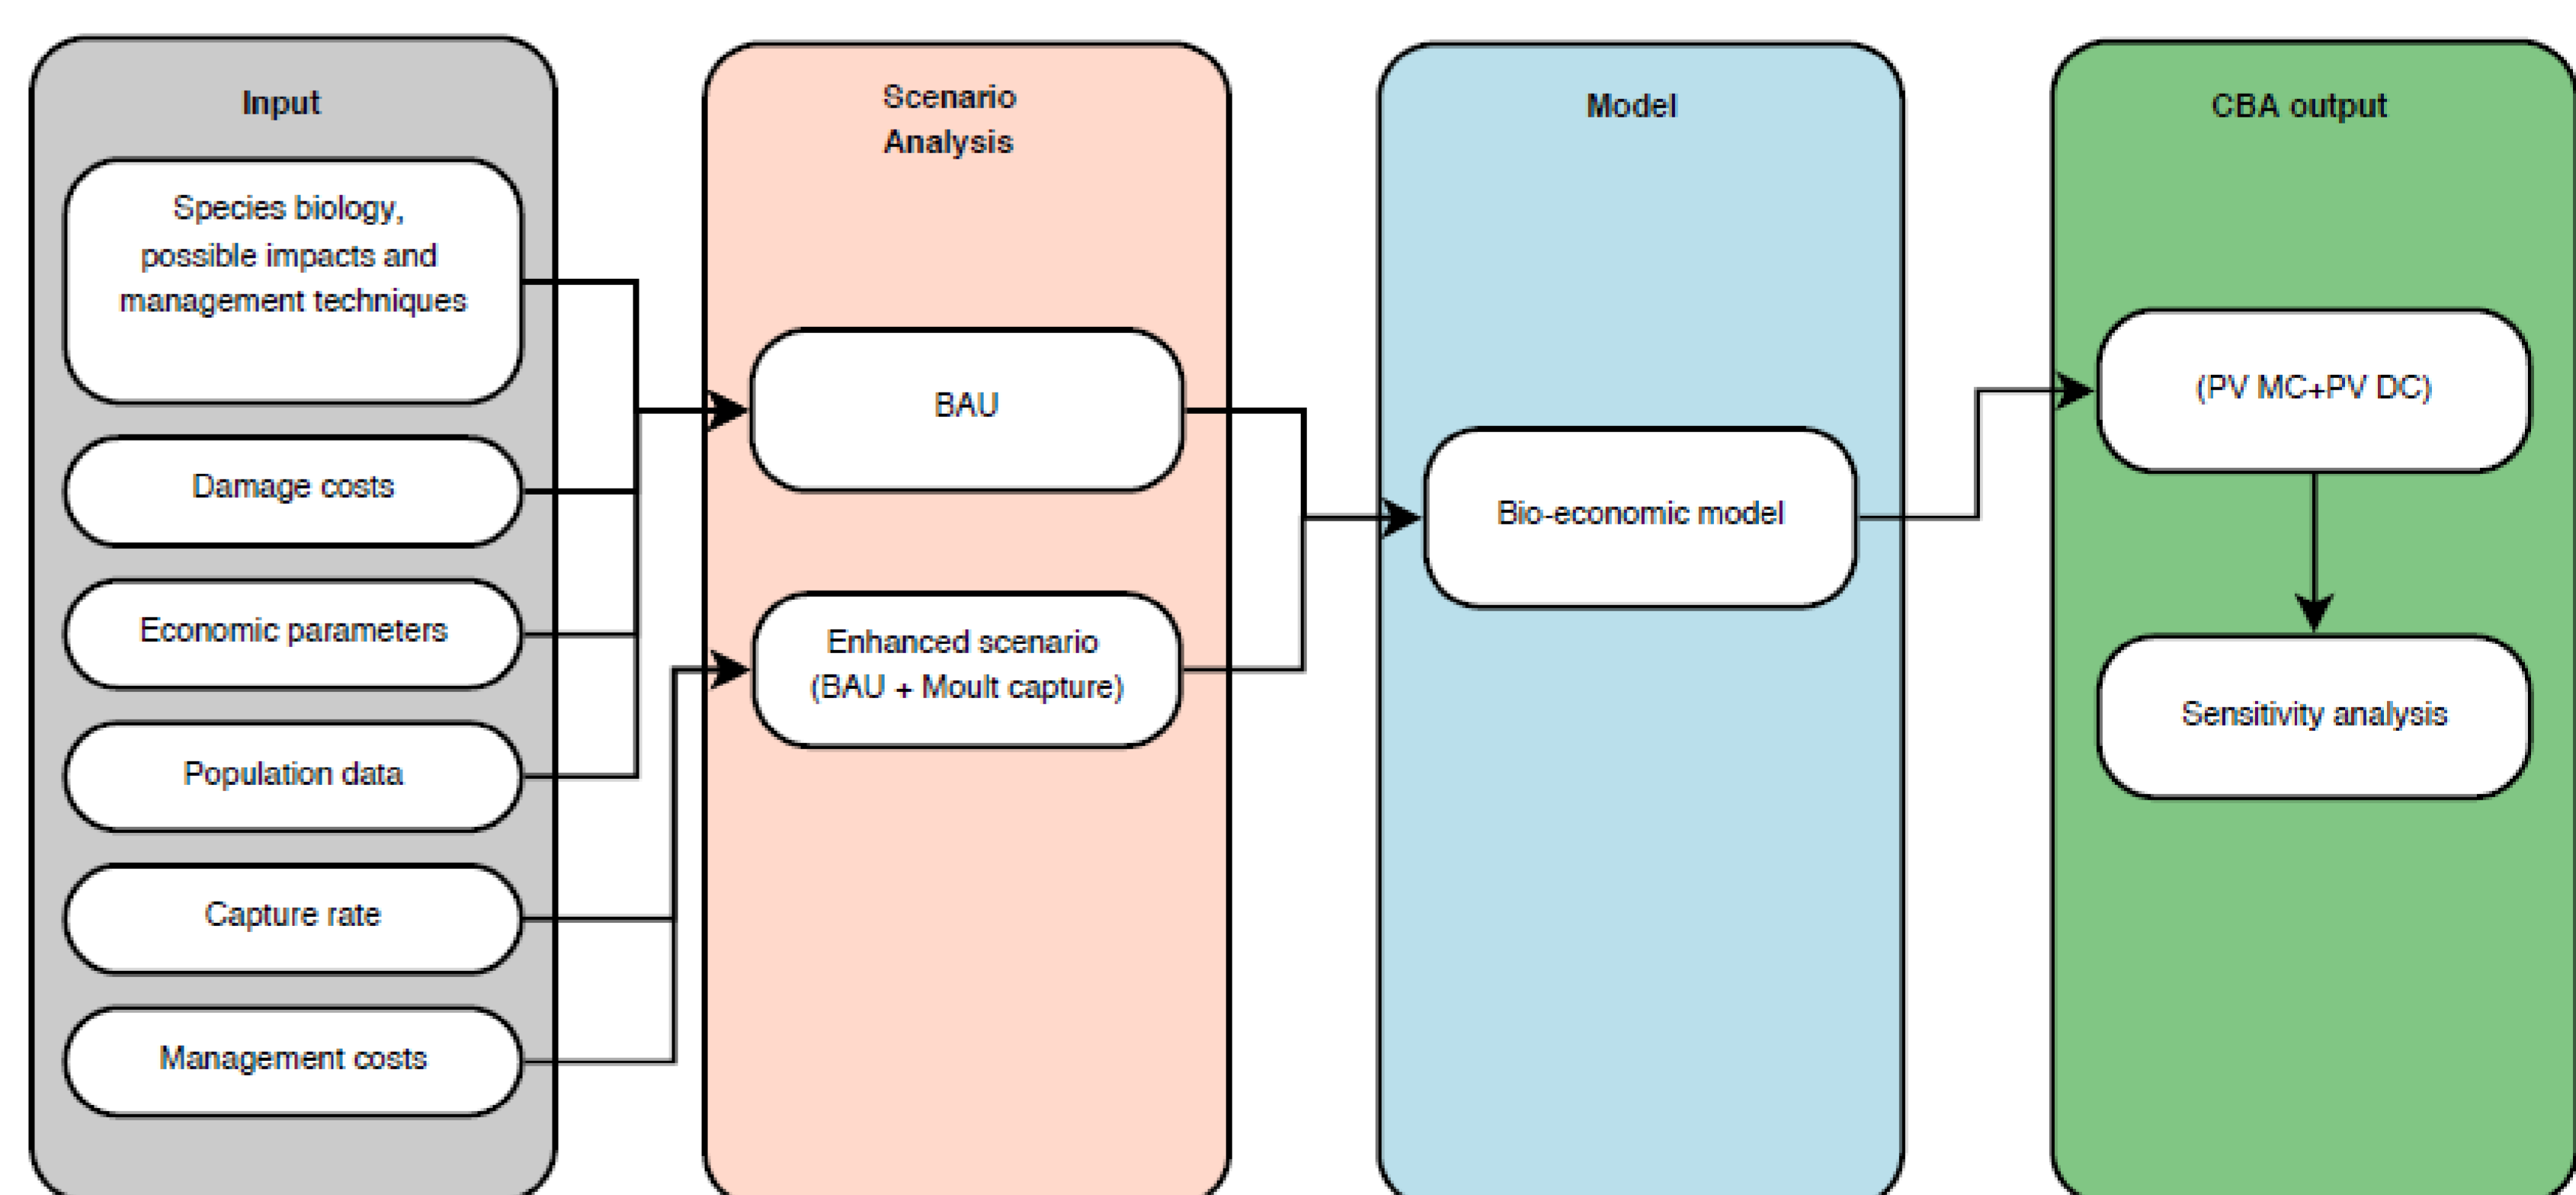 Input
Species biology,
possible impacts and
management techniques
Damage costs
Economic parameters
Population data
Capture rate
Management costs
Scenario
Analysis
BAU
Enhanced scenario
(BAU + Moult capture)
Model
Bio-economic model
CBA output
(PV MC+PV DC)
Sensitivity analysis